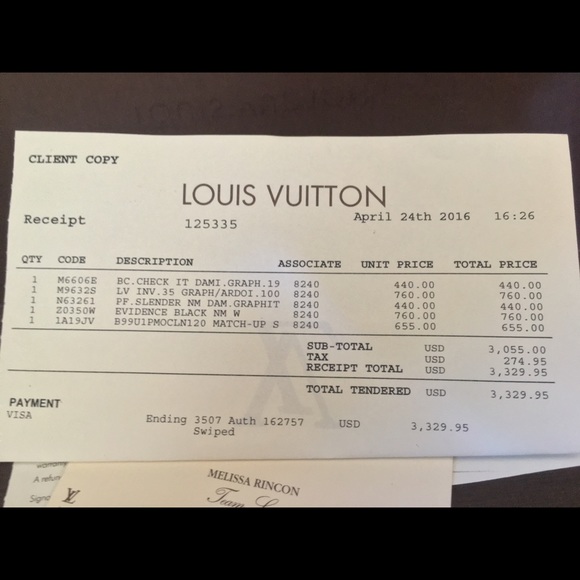 CLIENT COPY
LOUIS VUITTON
Receipt 125335 April 24th 2016 16:26
QTY CODE DESCRIPTION ASSOCIATE UNIT PRICE TOTAL PRICE
1 M6606E BC.CHECK IT DAMI.GRAPH.19 8240 440.00 440.00
1 M9632S LV INV.35 GRAPH/ARDOI.100 8240 760.00 760.00
1 N63261 PF.SLENDER NM DAM.GRAPHIT 8240 440.00 440.00
1 Z0350W EVIDENCE BLACK NM W 8240 760.00 760.00
1 1A19JV B99U1PMOCLN120 MATCH-UP S 8240 655.00 655.00
SUB-TOTAL USD 3,055.00
TAX USD 274.95
RECEIPT TOTAL USD 3,329.95
TOTAL TENDERED USD 3,329.95
PAYMENT
VISA Ending 3507 Auth 162757 USD 3,329.95
Swiped
A refun
Signa
LV
MELISSA RINCON
Team